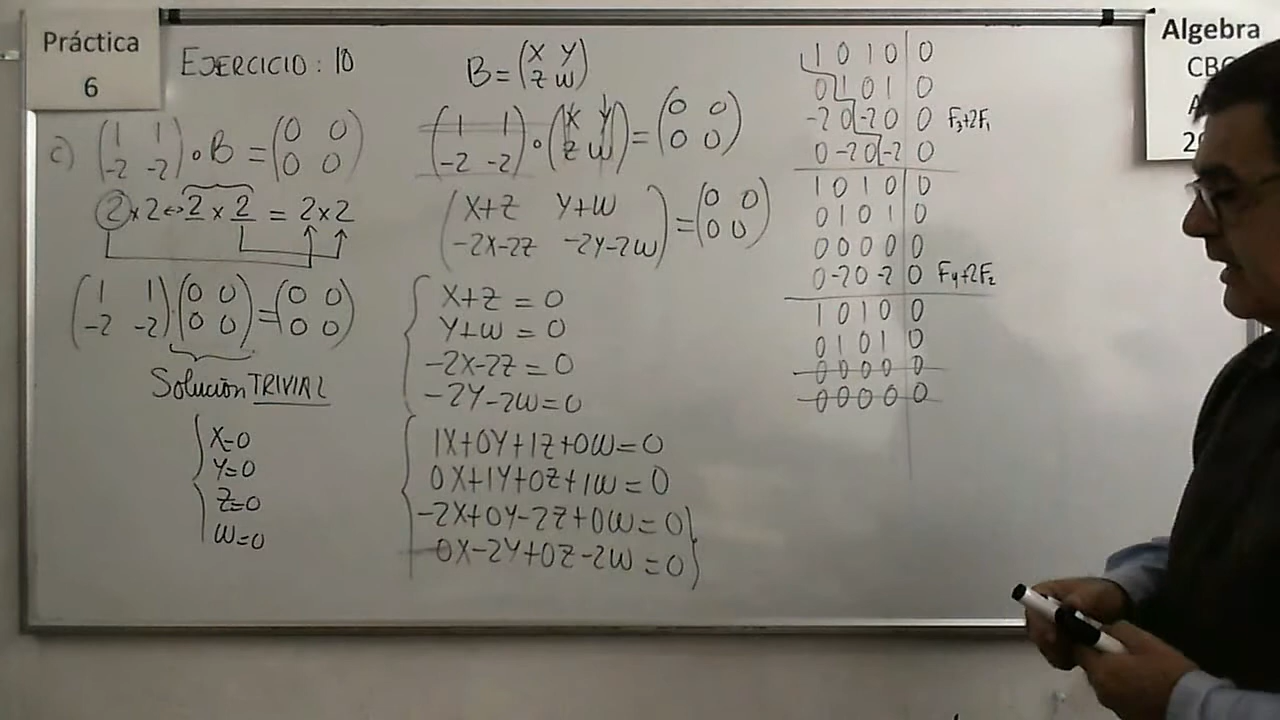 Práctica
6
EJERCICIO: 10
c) (1 1 / -2 -2) ∘ B = (0 0 / 0 0)
2x2 ↔ 2x2 = 2x2
(1 1 / -2 -2) (0 0 / 0 0) = (0 0 / 0 0)
Solución TRIVIAL
X=0
Y=0
Z=0
W=0
B = (X Y / Z W)
(1 1 / -2 -2) ∘ (X Y / Z W) = (0 0 / 0 0)
(X+Z Y+W / -2X-2Z -2Y-2W) = (0 0 / 0 0)
X+Z = 0
Y+W = 0
-2X-2Z = 0
-2Y-2W=0
1X+0Y+1Z+0W=0
0X+1Y+0Z+1W=0
-2X+0Y-2Z+0W=0
0X-2Y+0Z-2W=0
1 0 1 0 | 0
0 1 0 1 | 0
-2 0 -2 0 | 0 F3+2F1
0 -2 0 -2 | 0
1 0 1 0 | 0
0 1 0 1 | 0
0 0 0 0 | 0
0 -2 0 -2 | 0 F4+2F2
1 0 1 0 | 0
0 1 0 1 | 0
0 0 0 0 | 0
0 0 0 0 | 0
Algebra